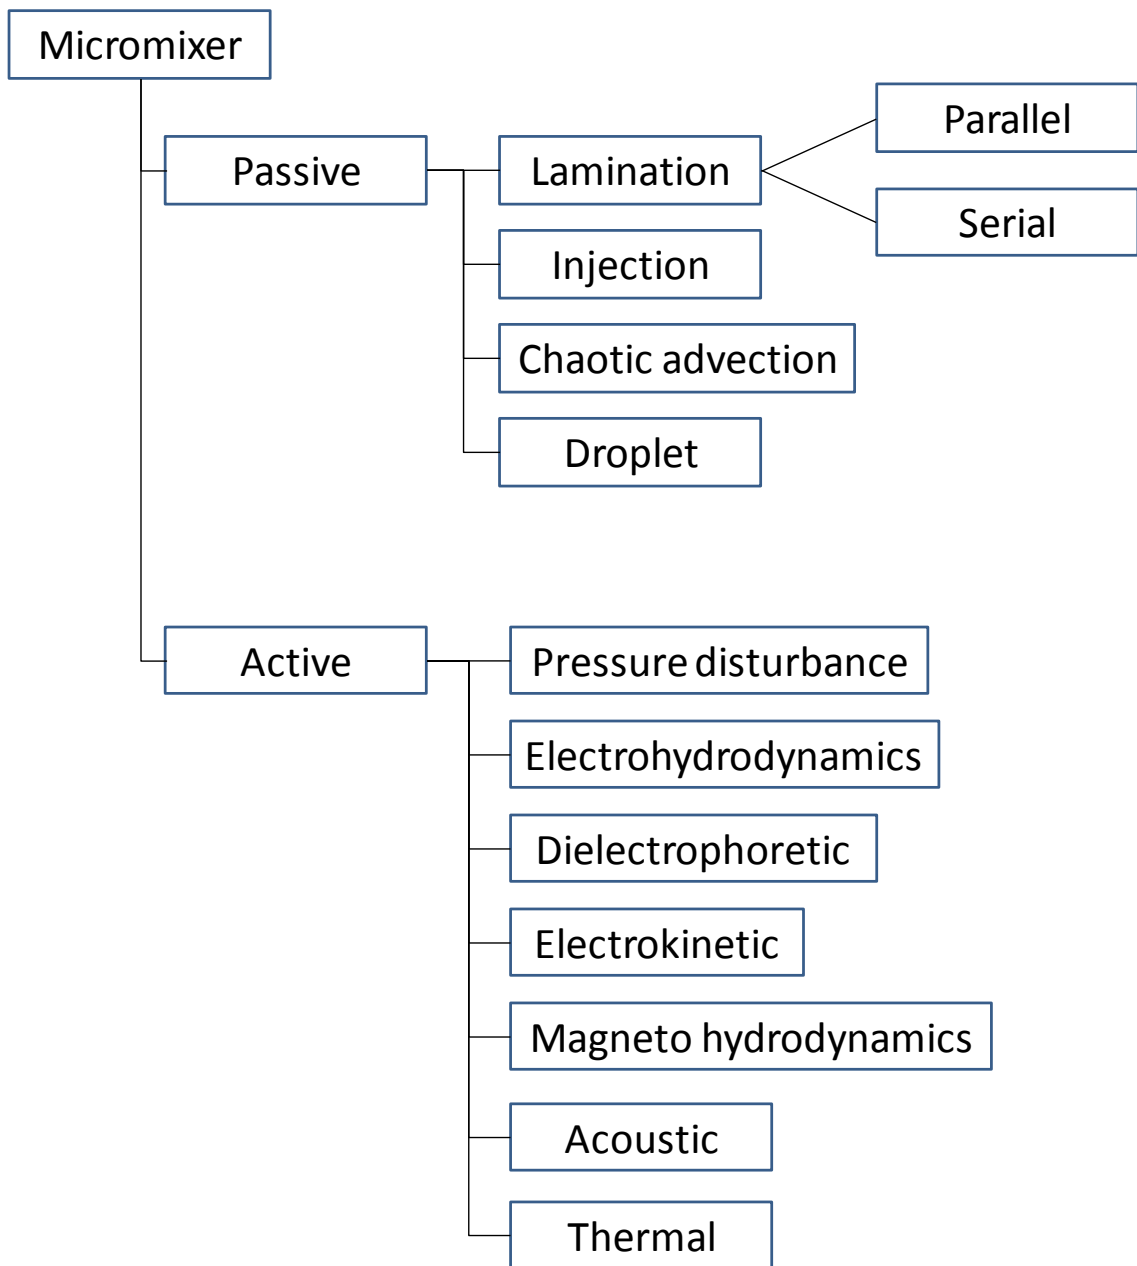 Micromixer
Passive
Lamination
Parallel
Serial
Injection
Chaotic advection
Droplet
Active
Pressure disturbance
Electrohydrodynamics
Dielectrophoretic
Electrokinetic
Magneto hydrodynamics
Acoustic
Thermal